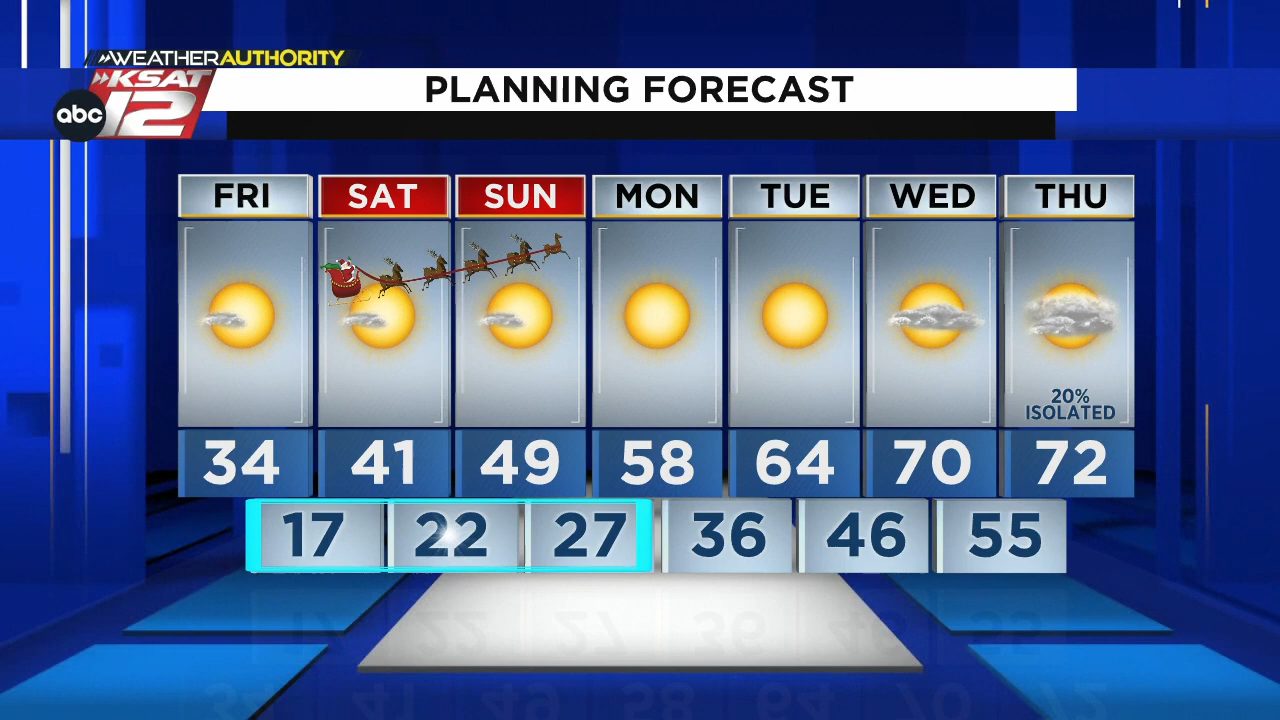 WEATHERAUTHORITY
KSAT
abc 12
PLANNING FORECAST
FRI SAT SUN MON TUE WED THU
20%
ISOLATED
34 41 49 58 64 70 72
17 22 27 36 46 55